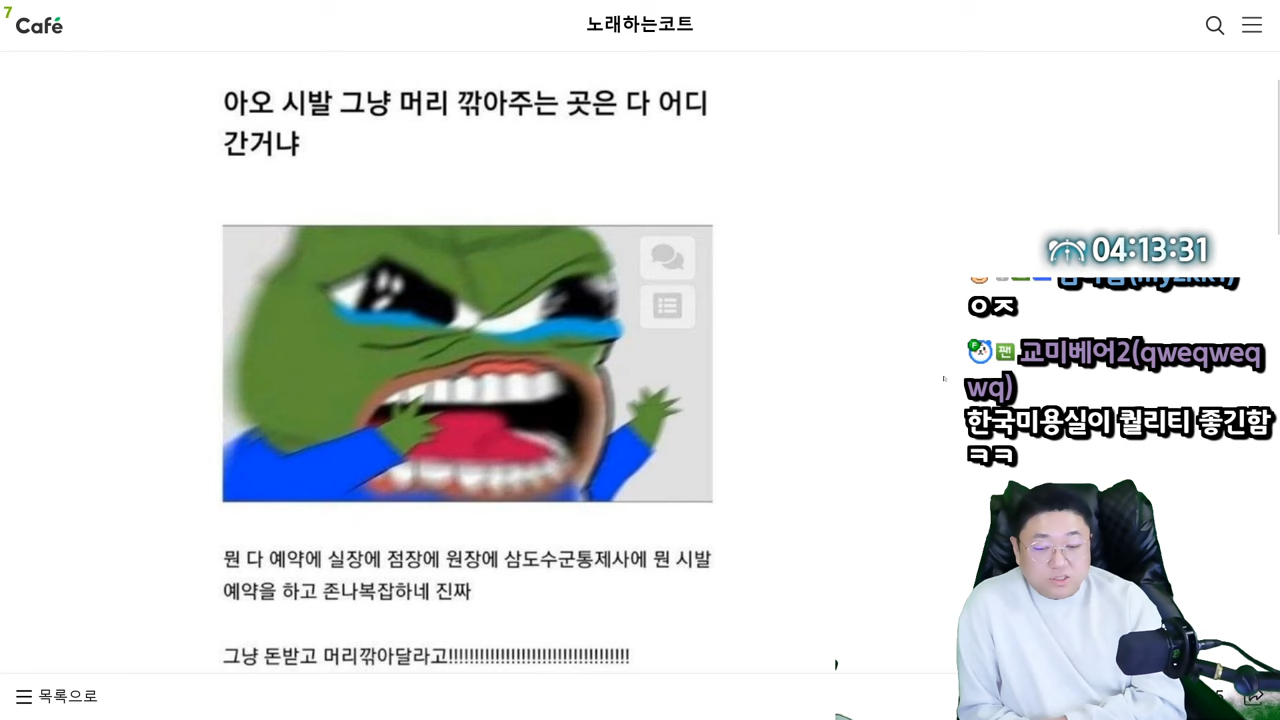 7
Café
노래하는코트
아오 시발 그냥 머리 깎아주는 곳은 다 어디
간거냐
04:13:31
ㅇㅈ
팬 교미베어2(qweqweq
wq)
한국미용실이 퀄리티 좋긴함
ㅋㅋ
뭔 다 예약에 실장에 점장에 원장에 삼도수군통제사에 뭔 시발
예약을 하고 존나복잡하네 진짜
그냥 돈받고 머리깎아달라고!!!!!!!!!!!!!!!!!!!!!!!!!!!!!!!!!!!
목록으로